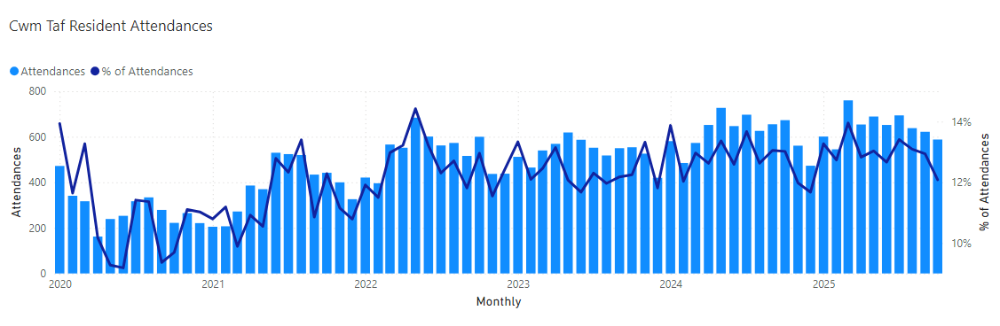 Cwm Taf Resident Attendances
Attendances % of Attendances
800
600
400
200
0
Attendances
14%
12%
10%
% of Attendances
2020 2021 2022 2023 2024 2025
Monthly